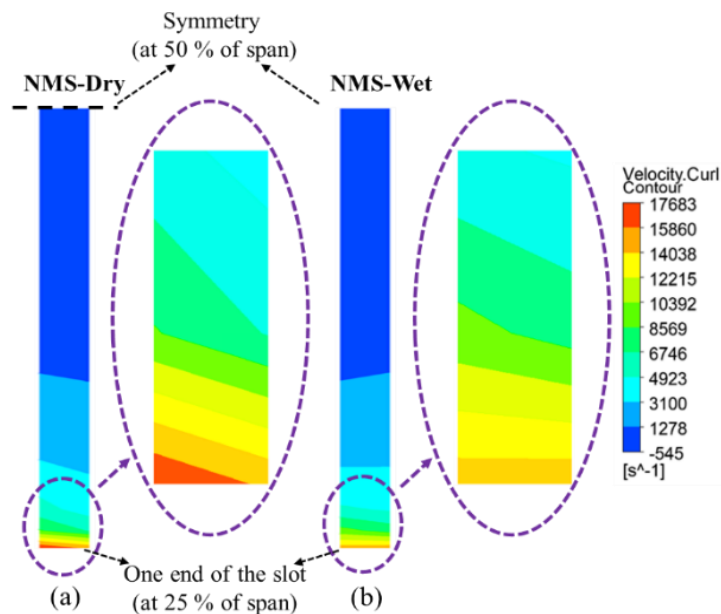 Symmetry
(at 50 % of span)
NMS-Dry
NMS-Wet
Velocity.Curl
Contour
17683
15860
14038
12215
10392
8569
6746
4923
3100
1278
-545
[s^-1]
One end of the slot
(at 25 % of span)
(a)
(b)